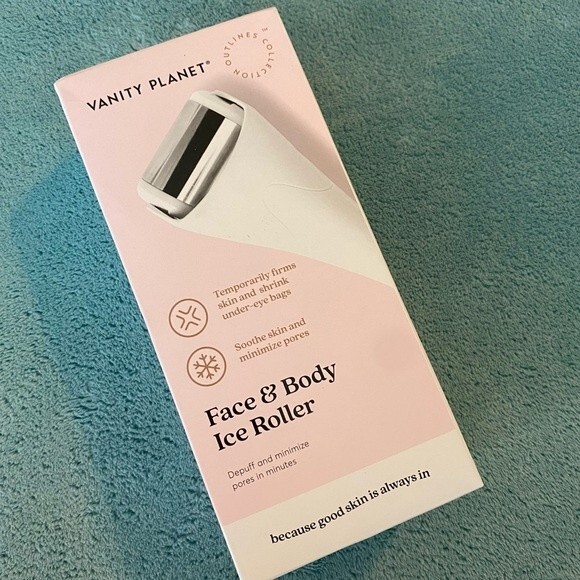 VANITY PLANET®
OUTLINES COLLECTION
Temporarily firms
skin and shrink
under-eye bags
Soothe skin and
minimize pores
Face & Body
Ice Roller
Depuff and minimize
pores in minutes
because good skin is always in